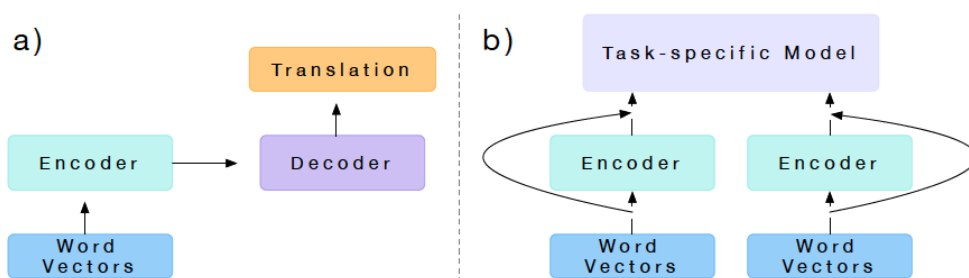 a)
Translation
Encoder
Decoder
Word
Vectors
b)
Task-specific Model
Encoder
Encoder
Word
Vectors
Word
Vectors